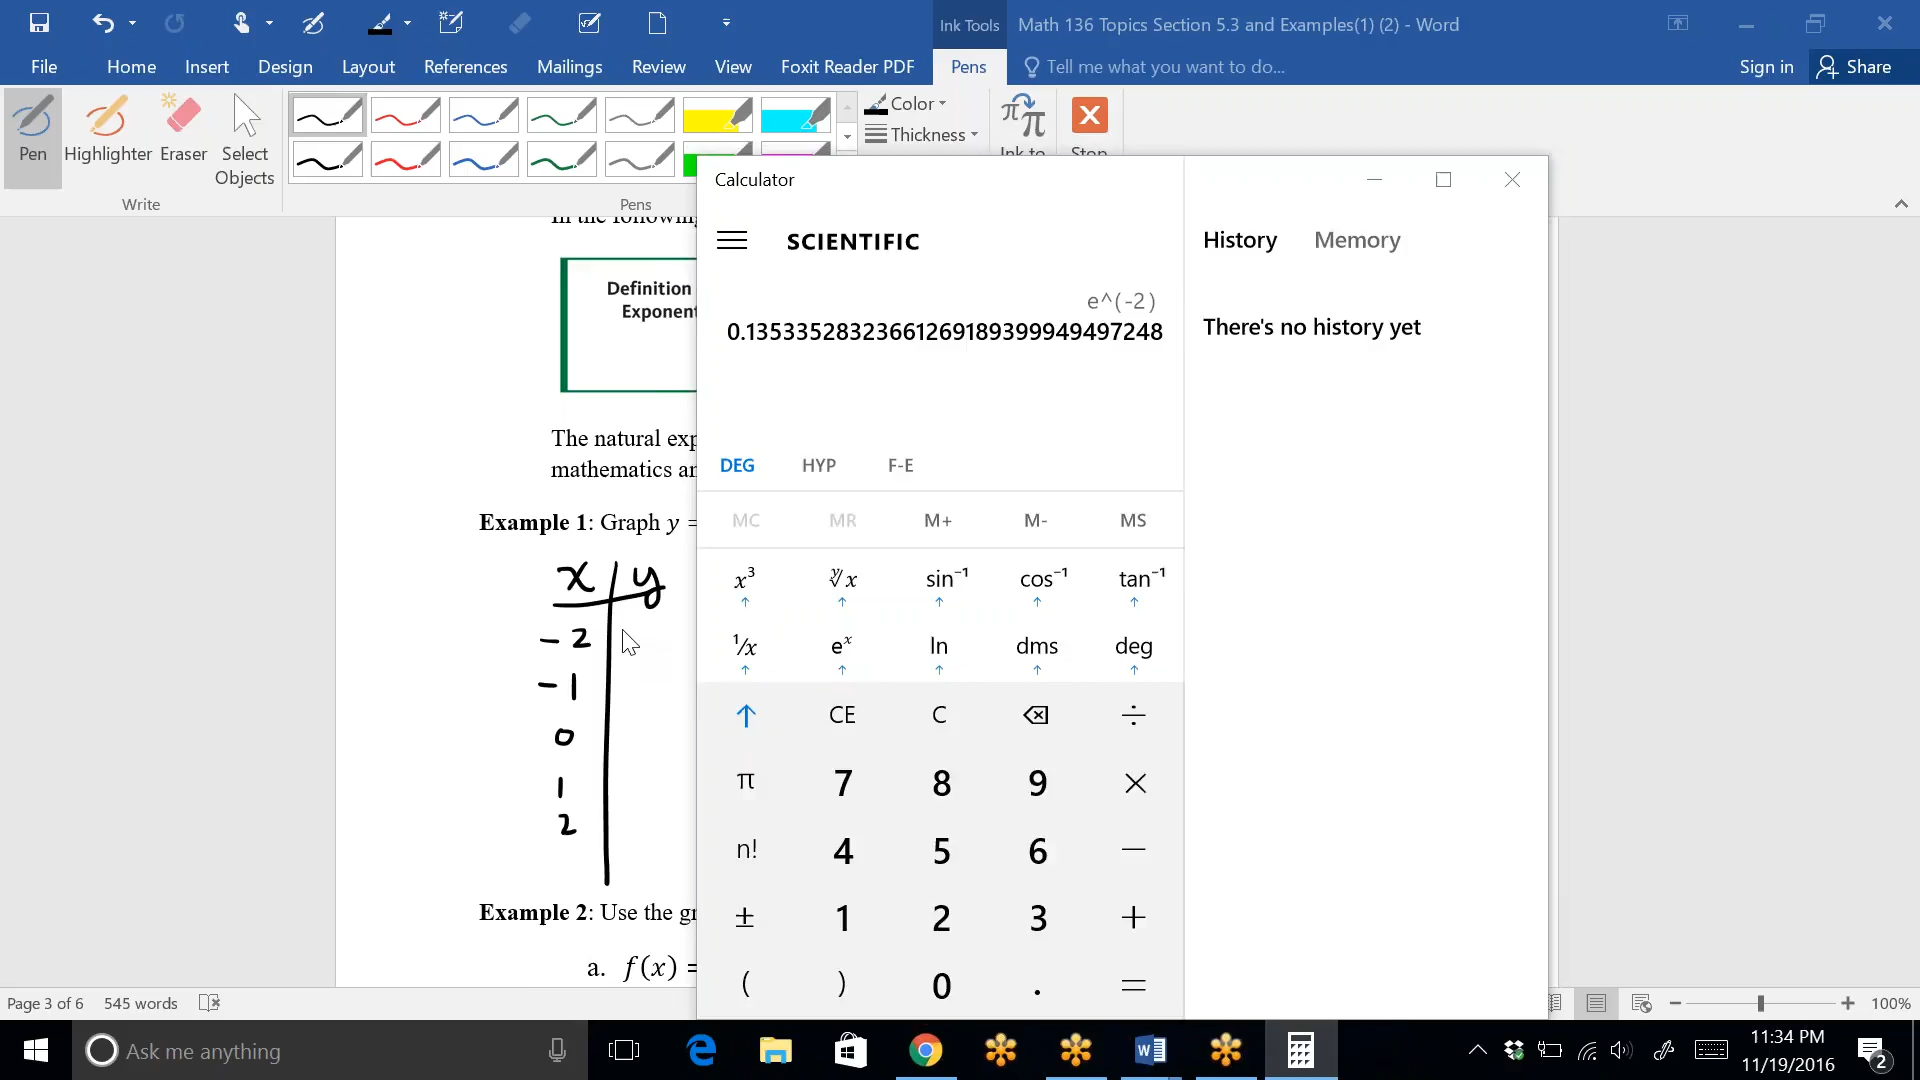 Ink Tools
Math 136 Topics Section 5.3 and Examples(1) (2) - Word
File Home Insert Design Layout References Mailings Review View Foxit Reader PDF Pens Tell me what you want to do... Sign in Share
Pen Highlighter Eraser Select Objects
Color
Thickness
Write
Pens
In the following
Definition
The natural
mathematics
Example 1: Graph y =
x y
-2
-1
0
1
2
Example 2: Use the
a. f(x) =
Calculator
SCIENTIFIC
e^(-2)
0.13533528323661269189399949497248
DEG HYP F-E
MC MR M+ M- MS
x³ ʸ√x sin⁻¹ cos⁻¹ tan⁻¹
¹/x eˣ ln dms deg
↑ CE C ÷
π 7 8 9 ×
n! 4 5 6 −
± 1 2 3 +
( ) 0 . =
History Memory
There's no history yet
Page 3 of 6 545 words
100%
Ask me anything
11:34 PM
11/19/2016
2